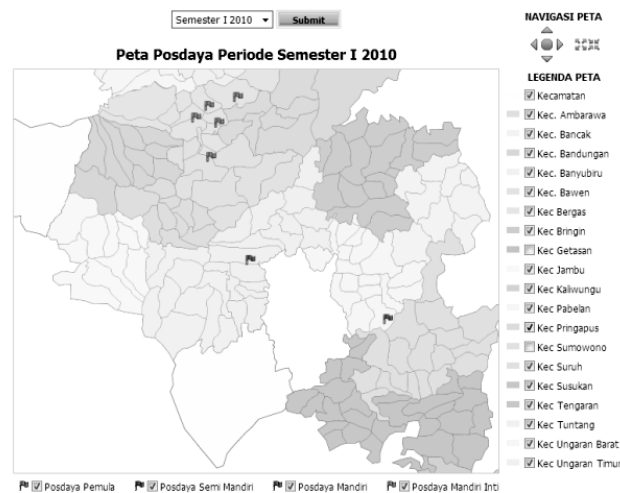 Semester I 2010 Submit
Peta Posdaya Periode Semester I 2010
NAVIGASI PETA
LEGENDA PETA
Kecamatan
Kec. Ambarawa
Kec. Bancak
Kec. Bandungan
Kec. Banyubiru
Kec. Bawen
Kec Bergas
Kec Bringin
Kec Getasan
Kec Jambu
Kec Kaliwungu
Kec Pabelan
Kec Pringapus
Kec Sumowono
Kec Suruh
Kec Susukan
Kec Tengaran
Kec Tuntang
Kec Ungaran Barat
Kec Ungaran Timur
Posdaya Pemula Posdaya Semi Mandiri Posdaya Mandiri Posdaya Mandiri Inti